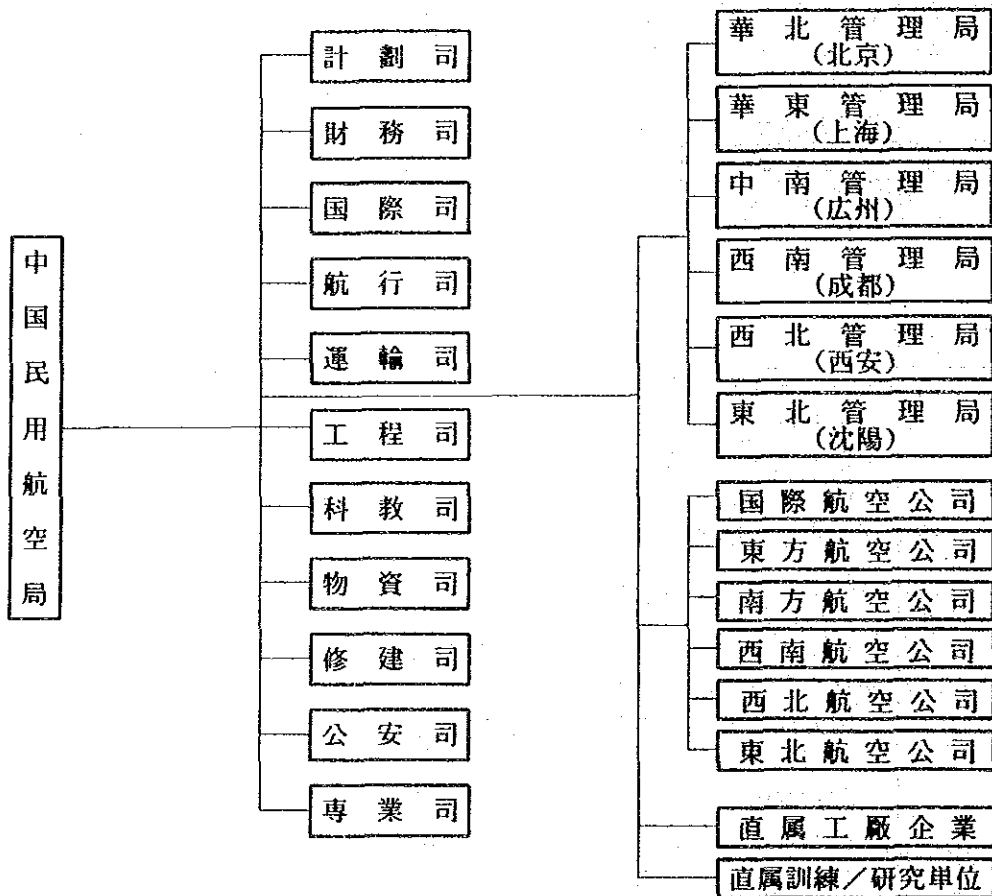 中国民用航空局
計劃司
財務司
国際司
航行司
運輸司
工程司
科教司
物資司
修建司
公安司
専業司
華北管理局
(北京)
華東管理局
(上海)
中南管理局
(広州)
西南管理局
(成都)
西北管理局
(西安)
東北管理局
(沈陽)
国際航空公司
東方航空公司
南方航空公司
西南航空公司
西北航空公司
東北航空公司
直属工厰企業
直属訓練/研究単位